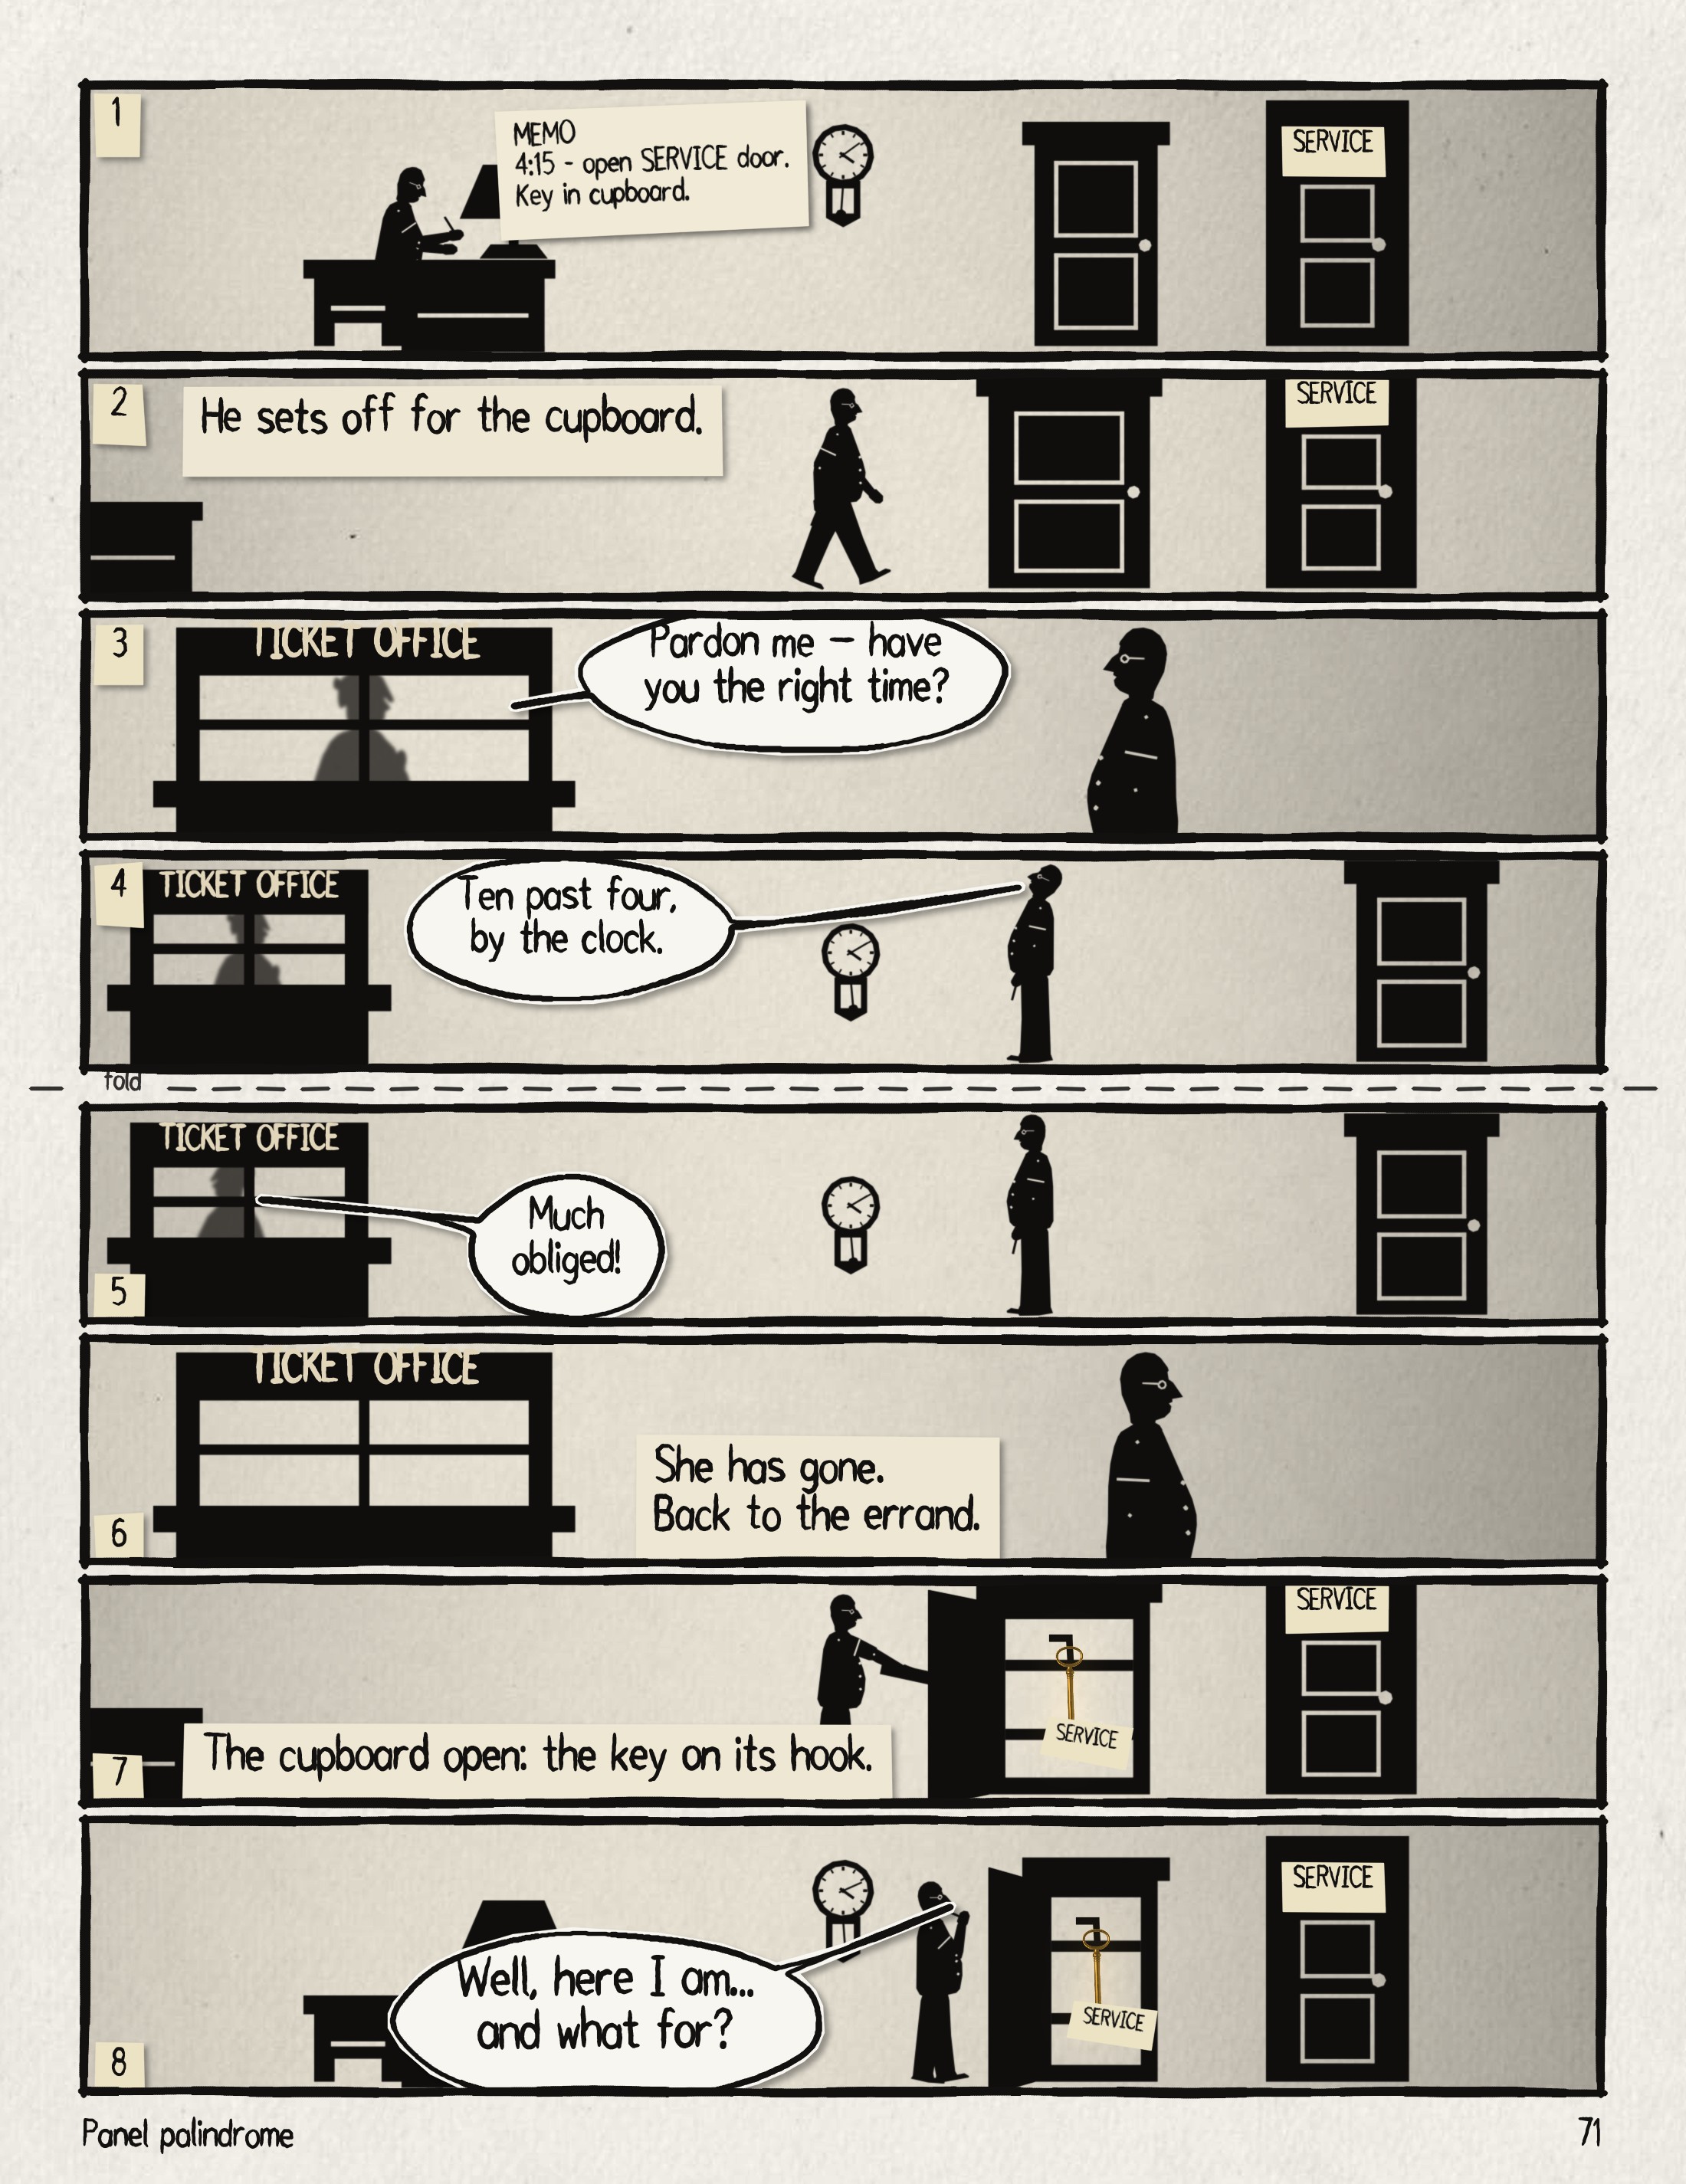 1
MEMO
4:15 - open SERVICE door.
Key in cupboard.
SERVICE
2
He sets off for the cupboard.
SERVICE
3
TICKET OFFICE
Pardon me – have
you the right time?
4
TICKET OFFICE
Ten past four,
by the clock.
fold
TICKET OFFICE
Much
obliged!
5
TICKET OFFICE
She has gone.
Back to the errand.
6
SERVICE
SERVICE
The cupboard open: the key on its hook.
7
SERVICE
Well, here I am...
and what for?
SERVICE
8
Panel palindrome
71